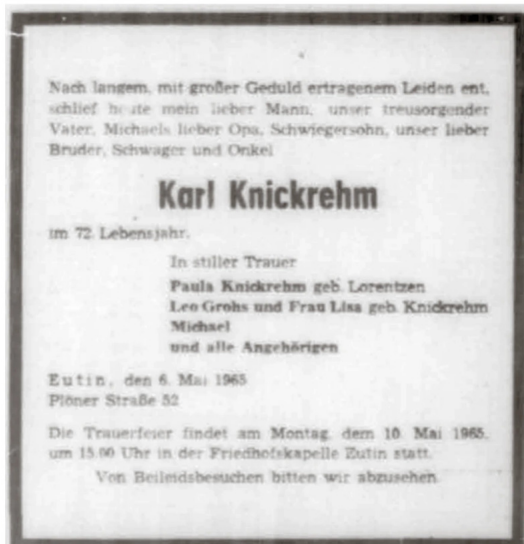 Nach langem, mit großer Geduld ertragenem Leiden ent,
schlief heute mein lieber Mann, unser treusorgender
Vater, Michaels lieber Opa, Schwiegersohn, unser lieber
Bruder, Schwager und Onkel
Karl Knickrehm
im 72. Lebensjahr.
In stiller Trauer
Paula Knickrehm geb. Lorentzen
Leo Grohs und Frau Lisa geb. Knickrehm
Michael
und alle Angehörigen
Eutin, den 6. Mai 1965
Plöner Straße 52
Die Trauerfeier findet am Montag, dem 10. Mai 1965,
um 15.00 Uhr in der Friedhofskapelle Eutin statt.
Von Beileidsbesuchen bitten wir abzusehen.